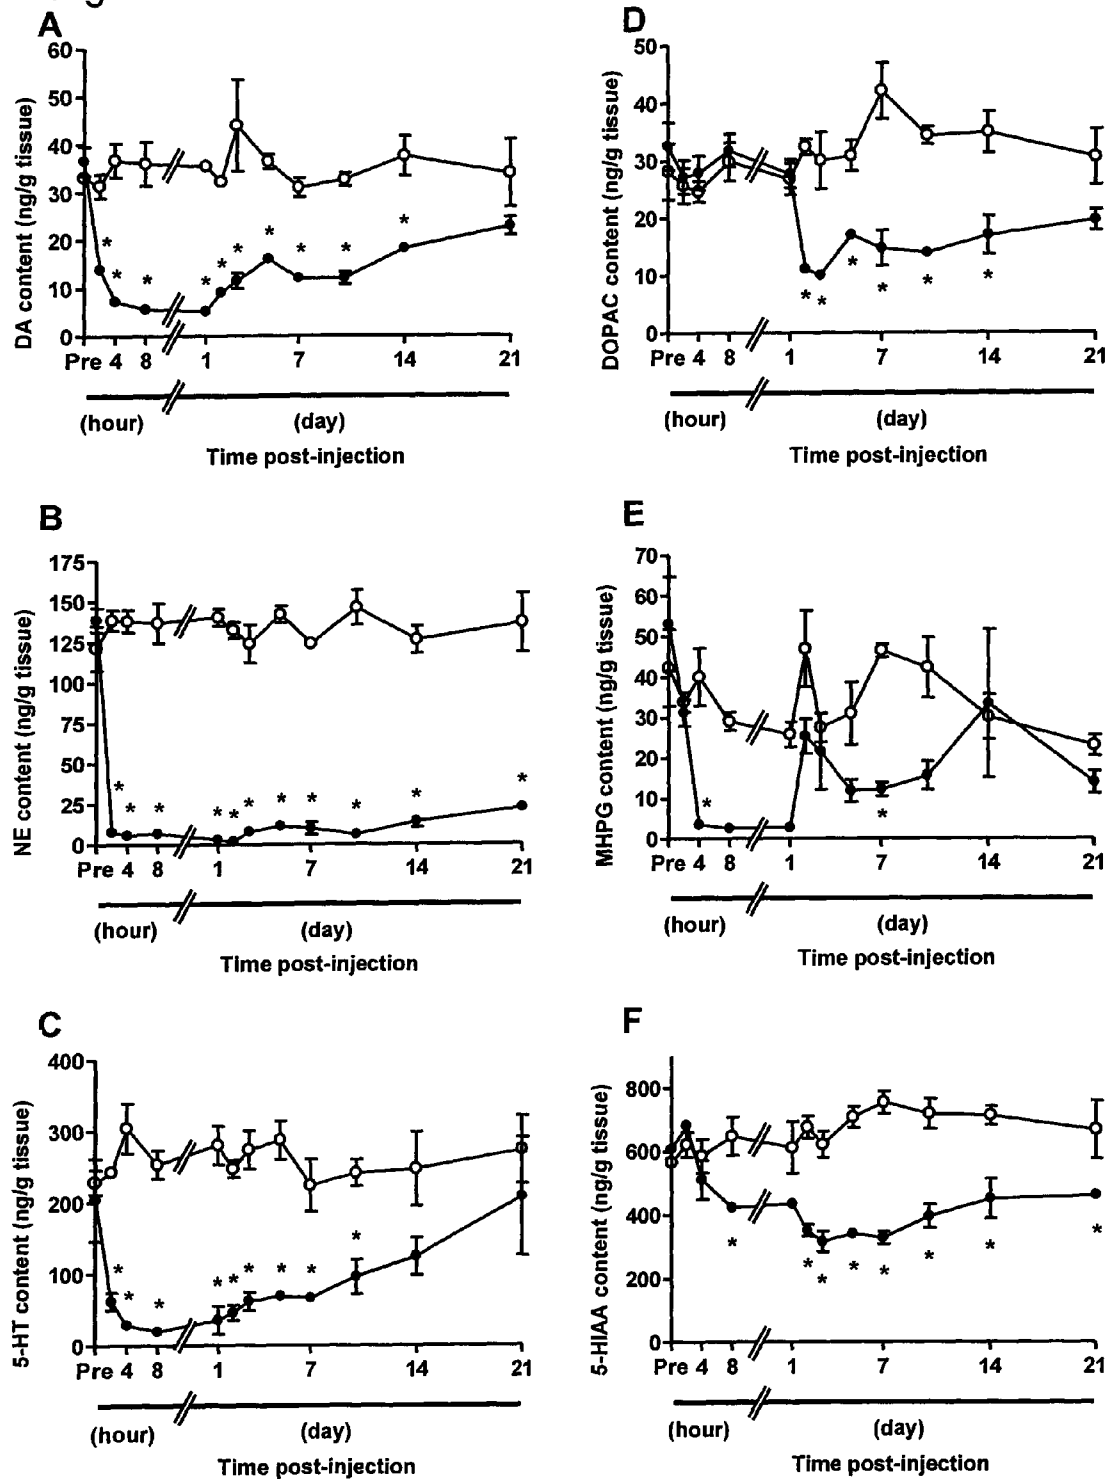 A
DA content (ng/g tissue)
60
50
40
30
20
10
0
* * * * * * * * * *
Pre 4 8 1 7 14 21
(hour) (day)
Time post-injection
D
DOPAC content (ng/g tissue)
50
40
30
20
10
0
* * * * * * *
Pre 4 8 1 7 14 21
(hour) (day)
Time post-injection
B
NE content (ng/g tissue)
175
150
125
100
75
50
25
0
* * * * * * * * * * *
Pre 4 8 1 7 14 21
(hour) (day)
Time post-injection
E
MHPG content (ng/g tissue)
70
60
50
40
30
20
10
0
* *
Pre 4 8 1 7 14 21
(hour) (day)
Time post-injection
C
5-HT content (ng/g tissue)
400
300
200
100
0
* * * * * * * * *
Pre 4 8 1 7 14 21
(hour) (day)
Time post-injection
F
5-HIAA content (ng/g tissue)
800
600
400
200
0
* * * * * * * *
Pre 4 8 1 7 14 21
(hour) (day)
Time post-injection